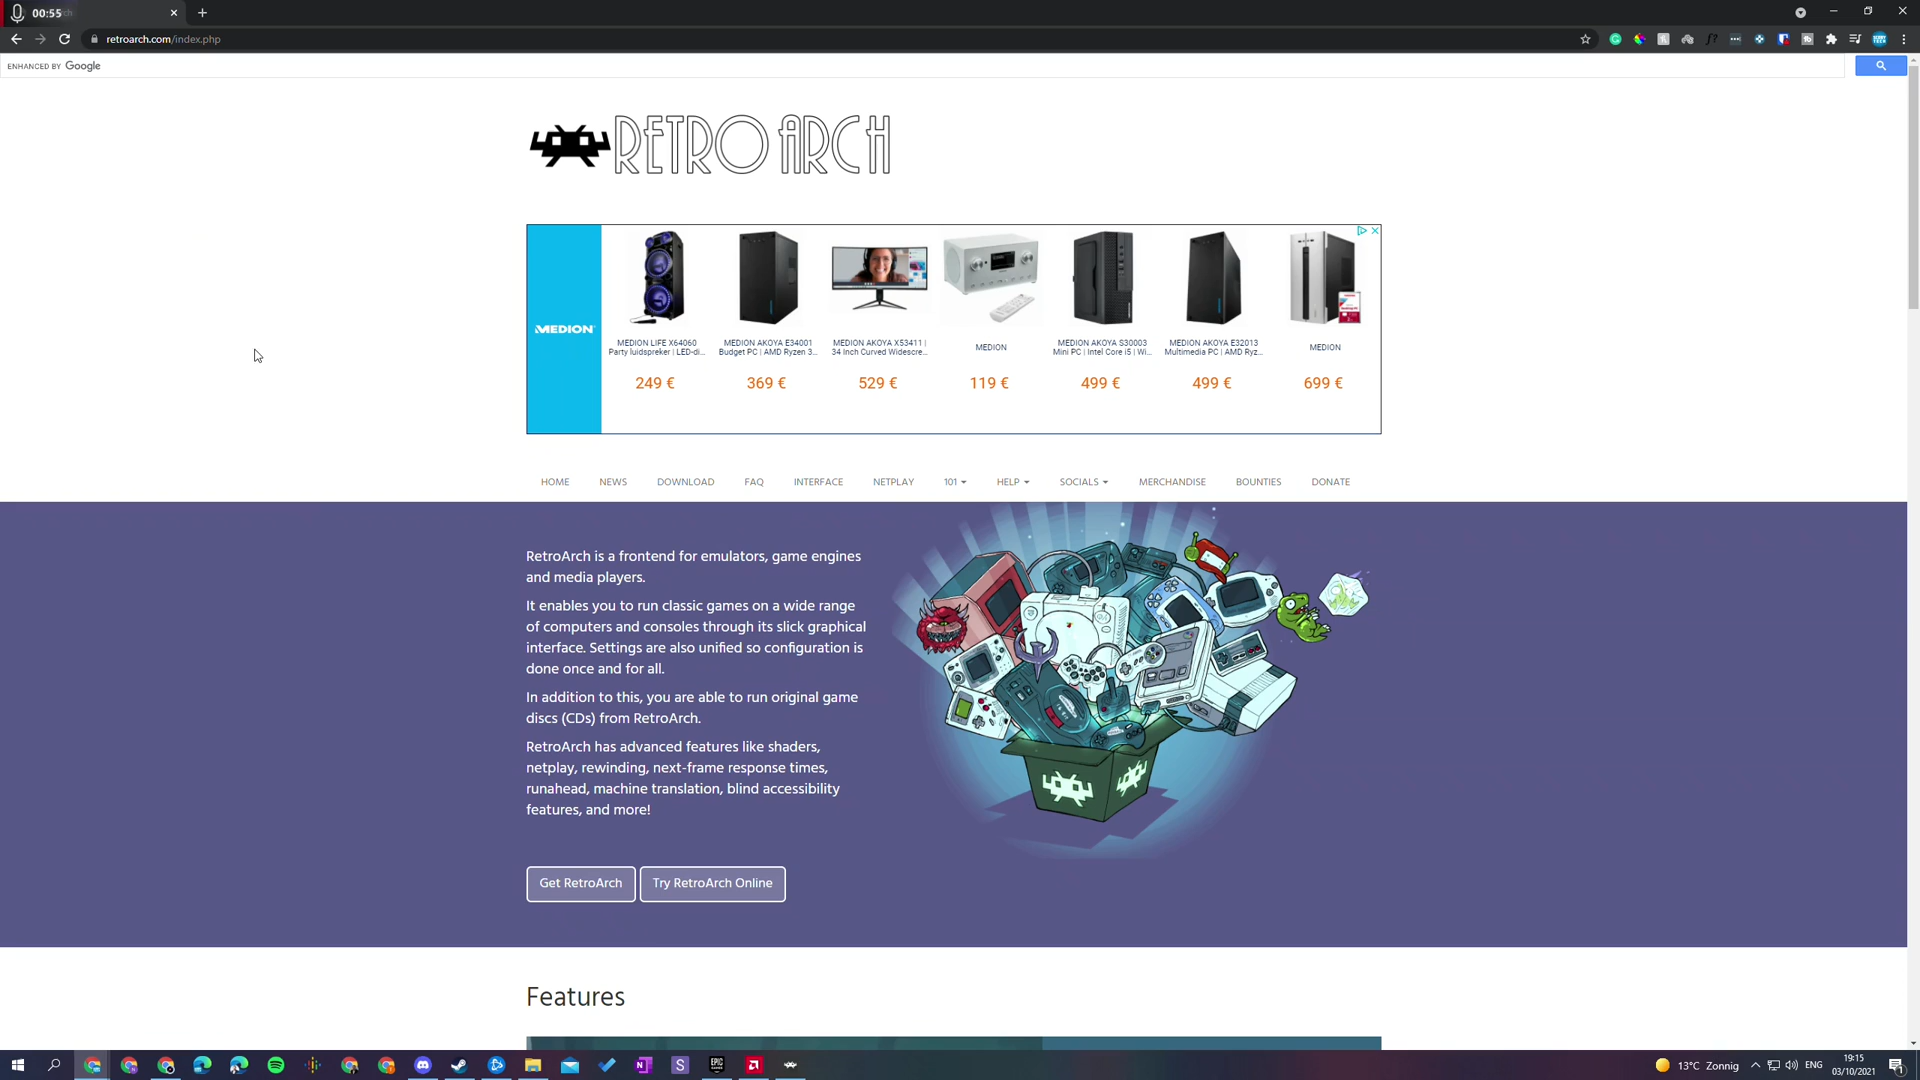 00:55
retroarch.com/index.php
ENHANCED BY Google
RETROARCH
MEDION
MEDION LIFE X64060
Party luidspreker | LED-di...
249 €
MEDION AKOYA E34001
Budget PC | AMD Ryzen 3...
369 €
MEDION AKOYA X53411 |
34 Inch Curved Widescre...
529 €
MEDION
119 €
MEDION AKOYA S30003
Mini PC | Intel Core i5 | Wi...
499 €
MEDION AKOYA E32013
Multimedia PC | AMD Ryz...
499 €
MEDION
699 €
HOME NEWS DOWNLOAD FAQ INTERFACE NETPLAY 101 HELP SOCIALS MERCHANDISE BOUNTIES DONATE
RetroArch is a frontend for emulators, game engines
and media players.
It enables you to run classic games on a wide range
of computers and consoles through its slick graphical
interface. Settings are also unified so configuration is
done once and for all.
In addition to this, you are able to run original game
discs (CDs) from RetroArch.
RetroArch has advanced features like shaders,
netplay, rewinding, next-frame response times,
runahead, machine translation, blind accessibility
features, and more!
Get RetroArch Try RetroArch Online
Features
13°C Zonnig ENG
19:15
03/10/2021